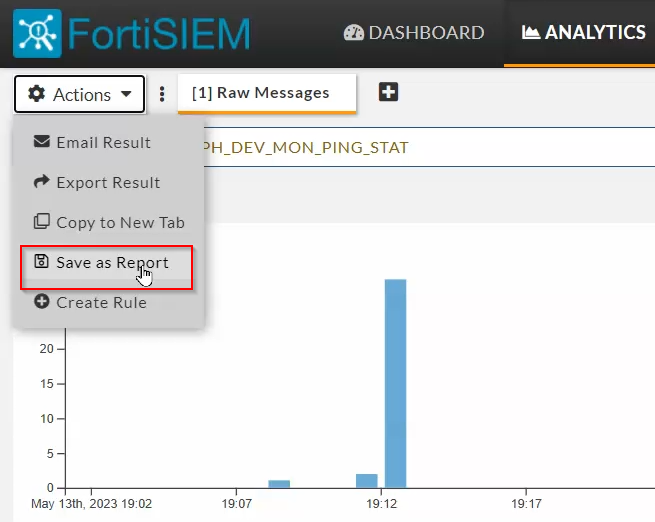 FortiSIEM
DASHBOARD
ANALYTICS
Actions
[1] Raw Messages
Email Result
PH_DEV_MON_PING_STAT
Export Result
Copy to New Tab
Save as Report
Create Rule
20
15
10
5
0
May 13th, 2023 19:02 19:07 19:12 19:17